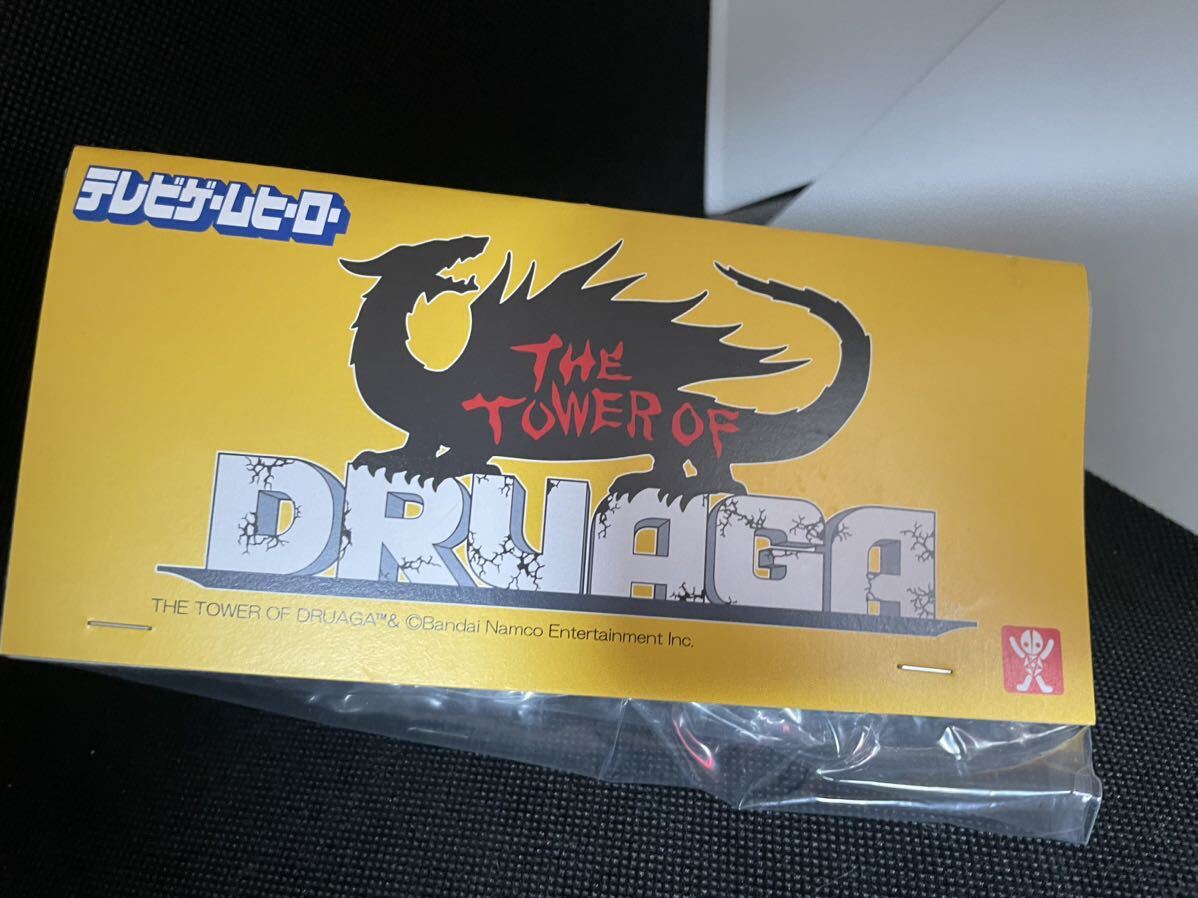 テレビゲームヒーロー
THE
TOWER OF
DRUAGA
THE TOWER OF DRUAGA™& ©Bandai Namco Entertainment Inc.